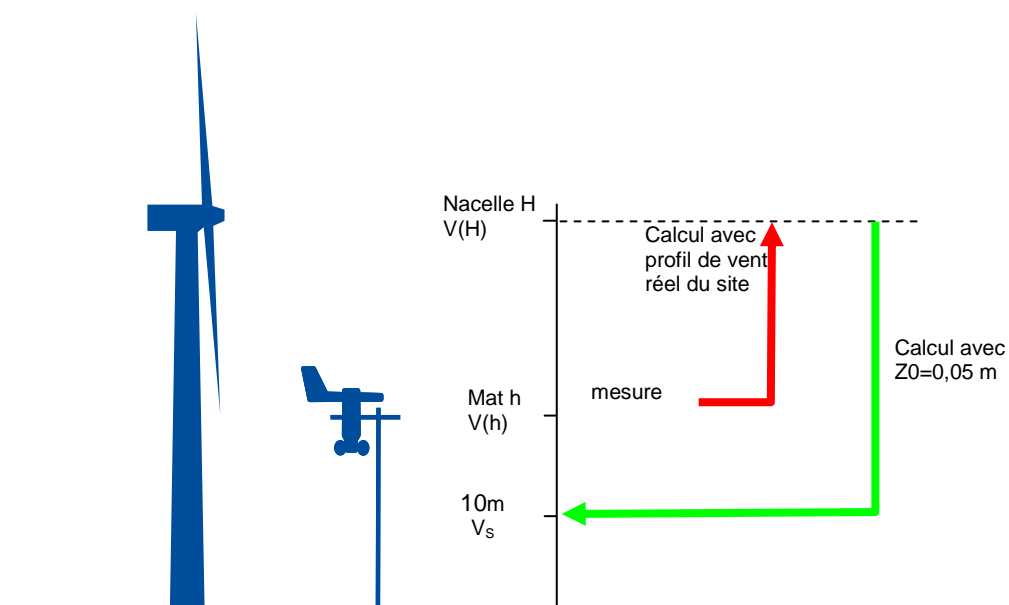 Nacelle H
V(H)
Calcul avec
profil de vent
réel du site
Calcul avec
Z0=0,05 m
Mat h
V(h)
mesure
10m
VS